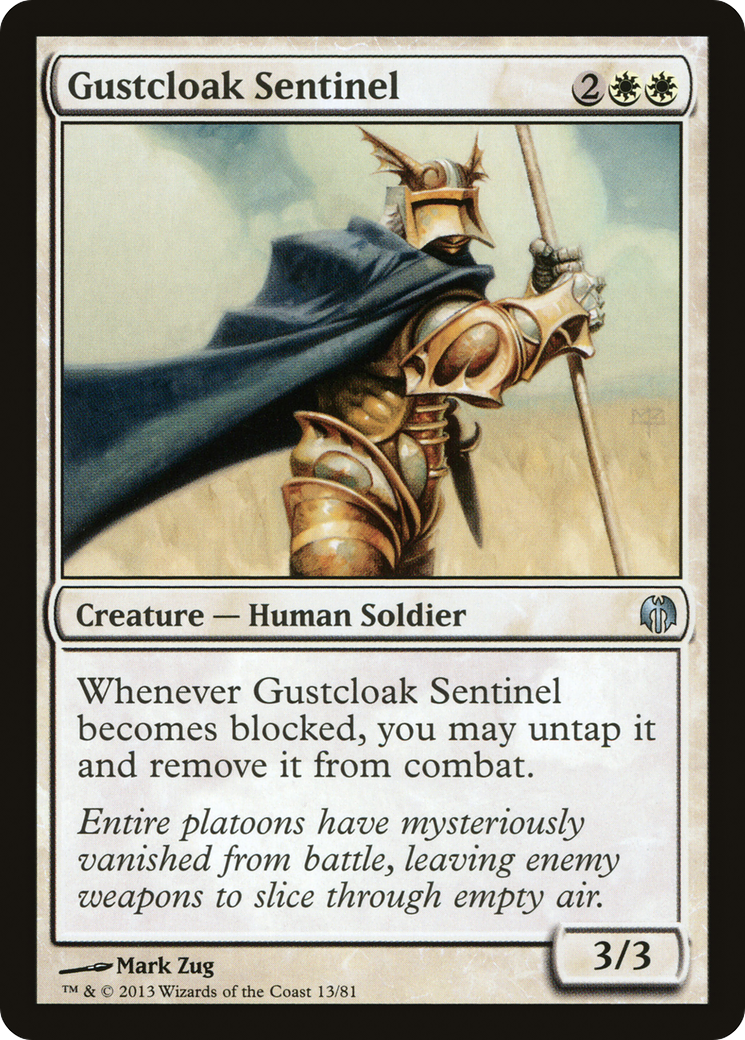 Gustcloak Sentinel 2
Creature — Human Soldier
Whenever Gustcloak Sentinel
becomes blocked, you may untap it
and remove it from combat.
Entire platoons have mysteriously
vanished from battle, leaving enemy
weapons to slice through empty air.
3/3
Mark Zug
™ & © 2013 Wizards of the Coast 13/81